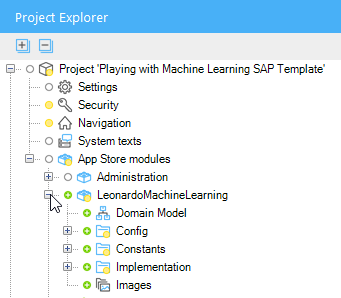 Project Explorer
Project 'Playing with Machine Learning SAP Template'
Settings
Security
Navigation
System texts
App Store modules
Administration
LeonardoMachineLearning
Domain Model
Config
Constants
Implementation
Images